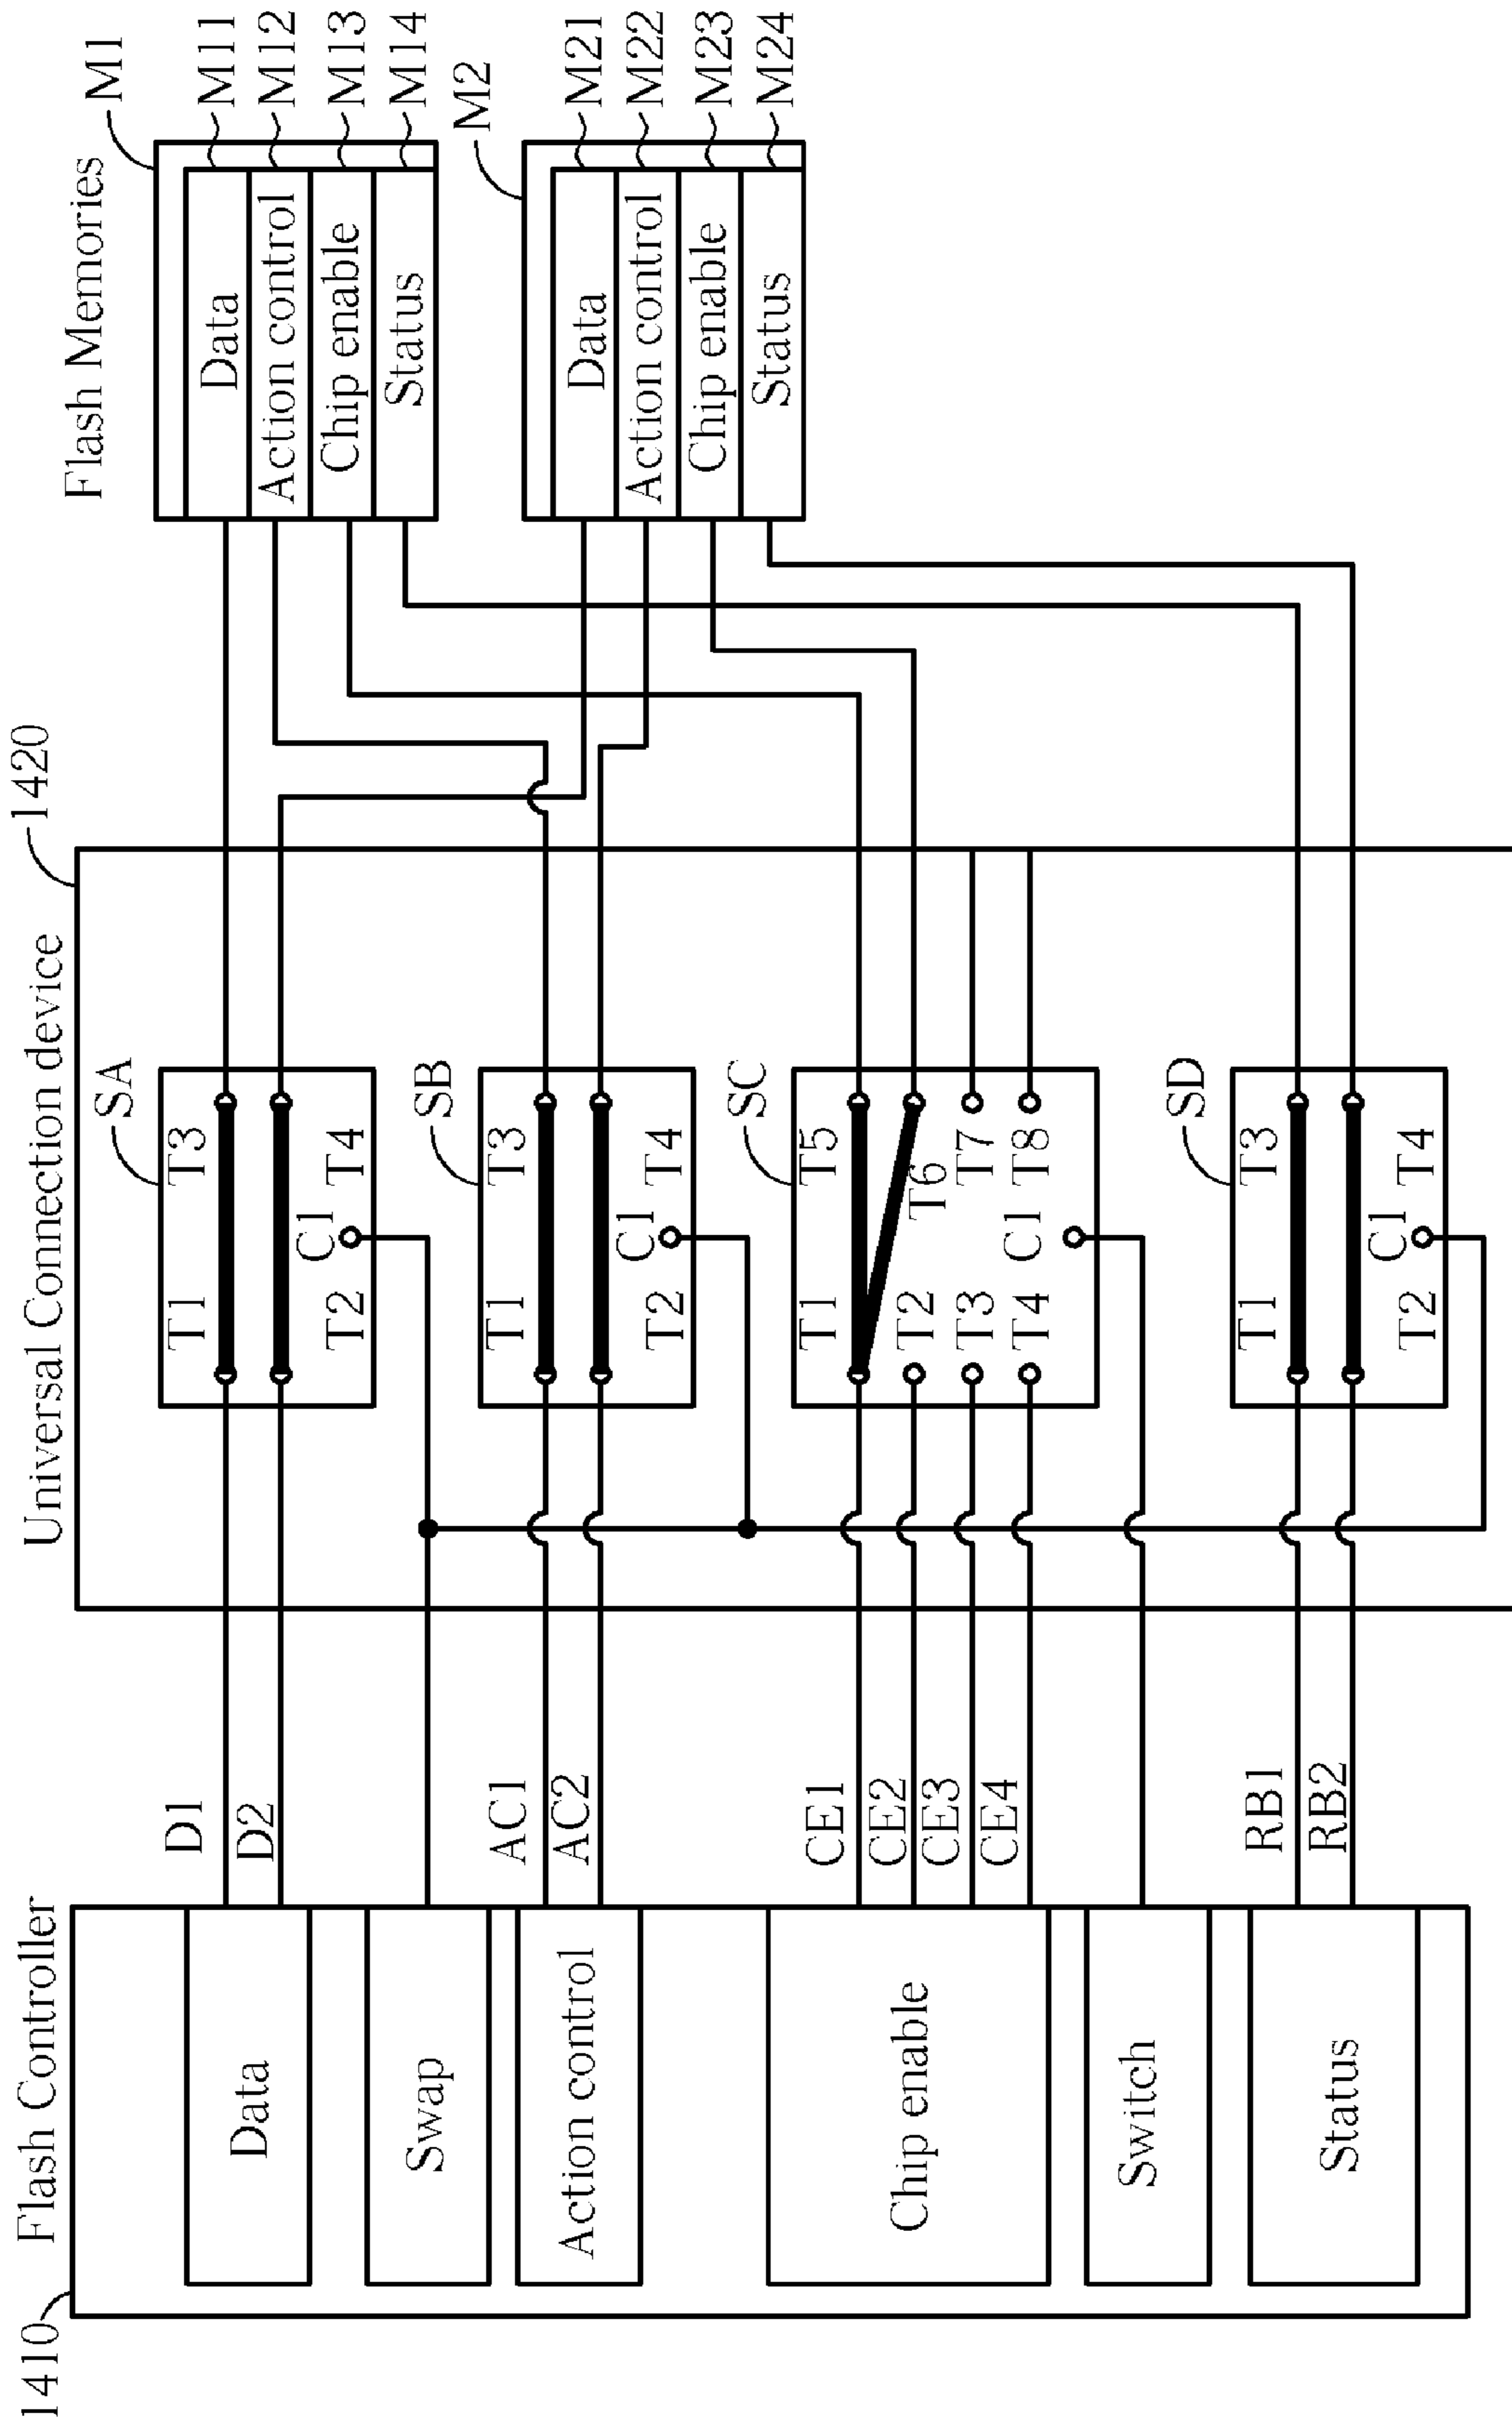 1410
Flash Controller
Data
Swap
Action control
Chip enable
Switch
Status
D1
D2
AC1
AC2
CE1
CE2
CE3
CE4
RB1
RB2
Universal Connection device
1420
SA
T1
T3
T2
C1
T4
SB
T1
T3
T2
C1
T4
SC
T1
T5
T2
T6
T3
T7
T4
C1
T8
SD
T1
T3
T2
C1
T4
Flash Memories
M1
Data
M11
Action control
M12
Chip enable
M13
Status
M14
M2
Data
M21
Action control
M22
Chip enable
M23
Status
M24